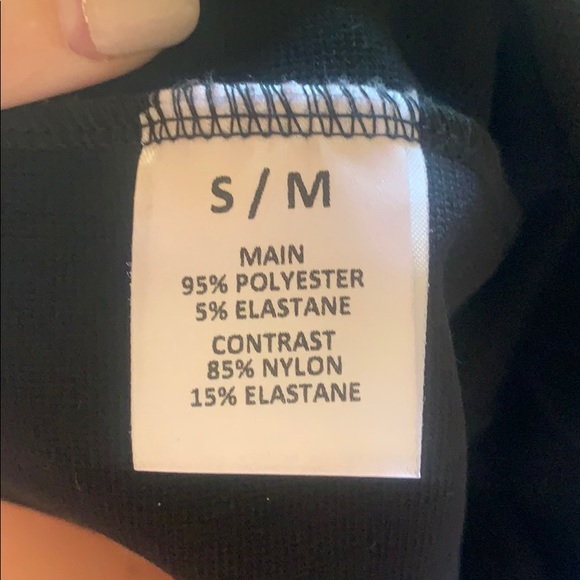 S / M
MAIN
95% POLYESTER
5% ELASTANE
CONTRAST
85% NYLON
15% ELASTANE